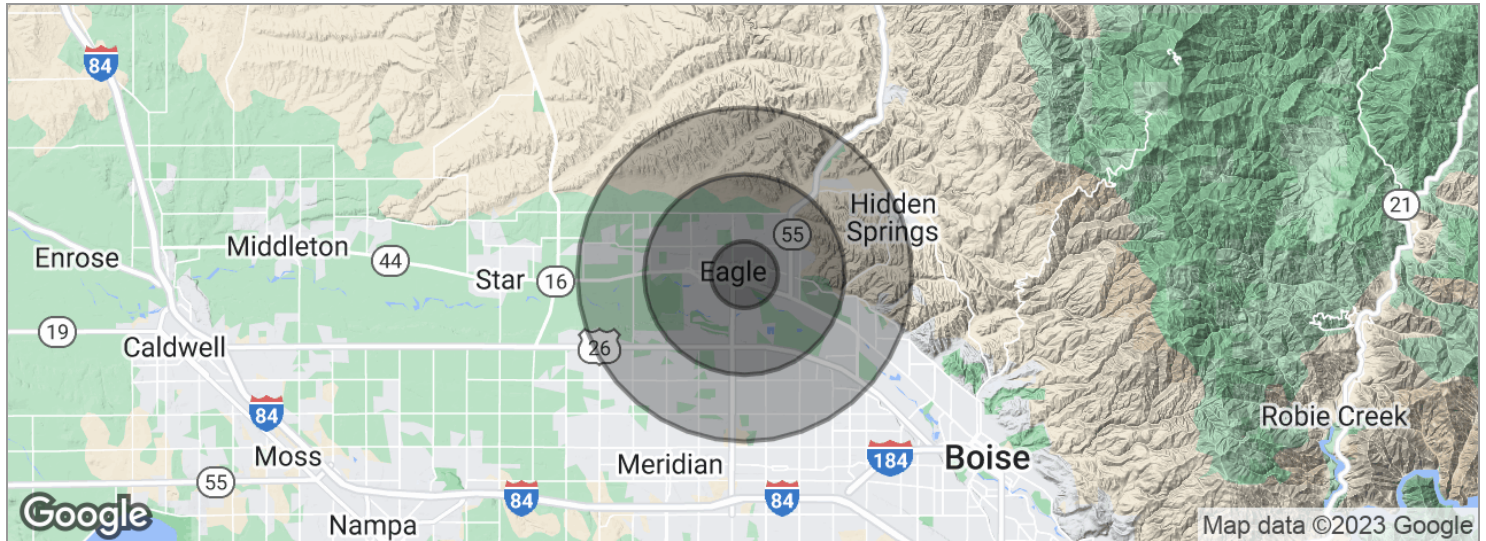 84
21
Hidden
Springs
55
Middleton
44
Enrose
Eagle
Star
16
19
Caldwell
26
84
Robie Creek
Moss
Meridian
184
Boise
55
84
84
Google
Nampa
Map data ©2023 Google